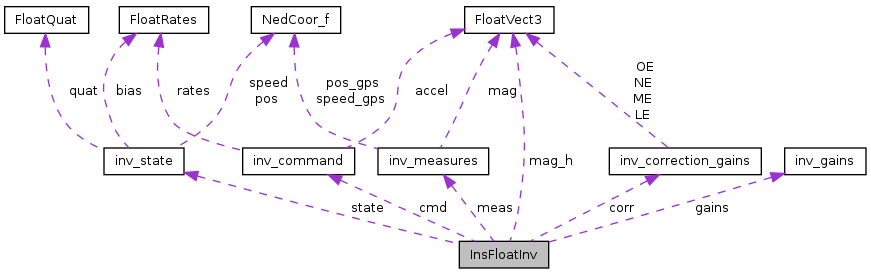 FloatQuat
FloatRates
NedCoor_f
FloatVect3
OE
NE
ME
LE
quat
bias
rates
speed
pos
pos_gps
speed_gps
accel
mag
inv_state
inv_command
inv_measures
mag_h
inv_correction_gains
inv_gains
state
cmd
meas
corr
gains
InsFloatInv